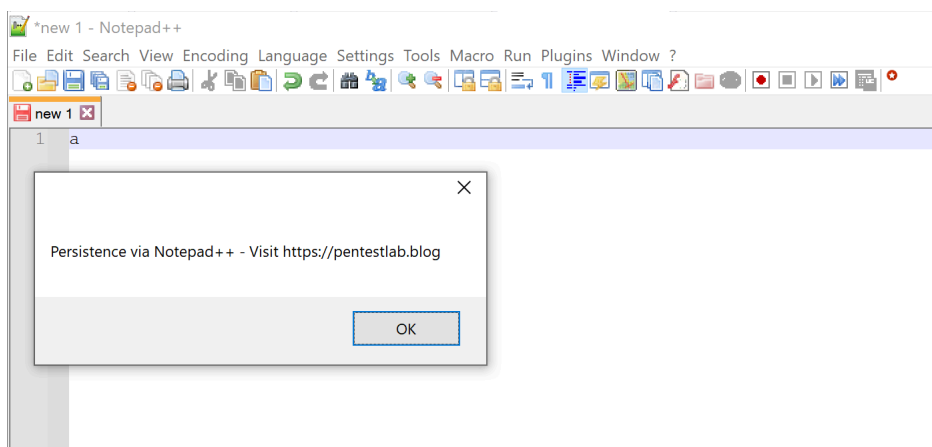 *new 1 - Notepad++
File Edit Search View Encoding Language Settings Tools Macro Run Plugins Window ?
new 1
1 a
Persistence via Notepad++ - Visit https://pentestlab.blog
OK